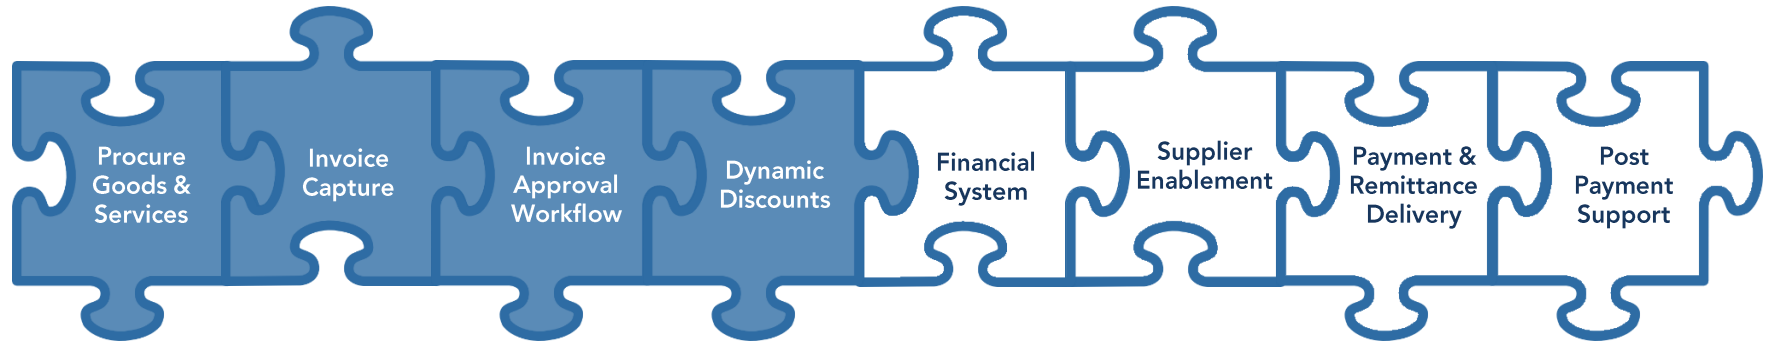 Procure
Goods &
Services
Invoice
Capture
Invoice
Approval
Workflow
Dynamic
Discounts
Financial
System
Supplier
Enablement
Payment &
Remittance
Delivery
Post
Payment
Support